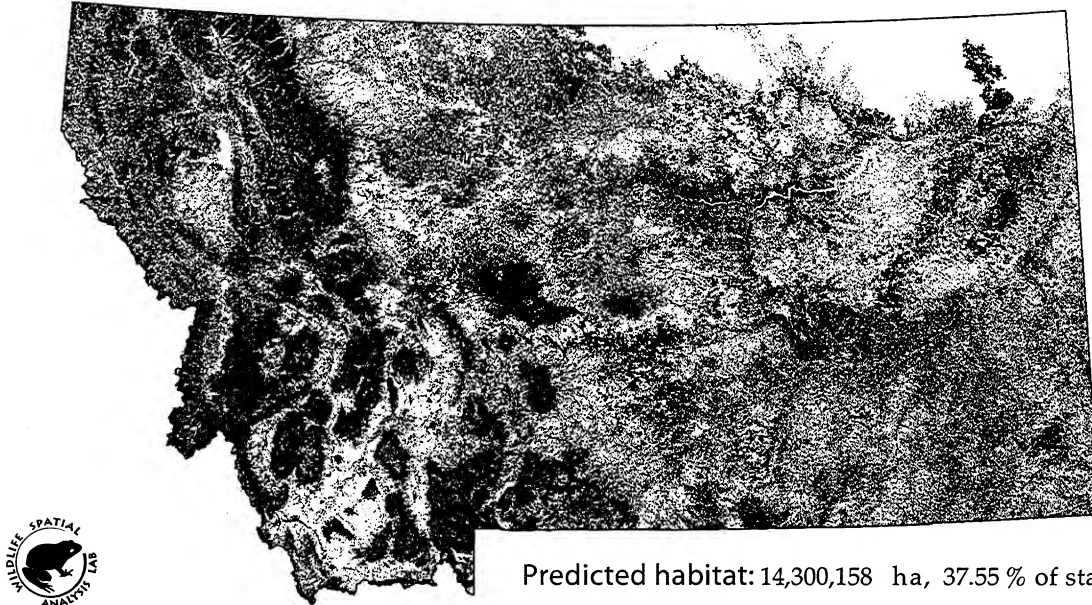 WILDLIFE SPATIAL ANALYSIS LAB
Predicted habitat: 14,300,158 ha, 37.55 % of sta